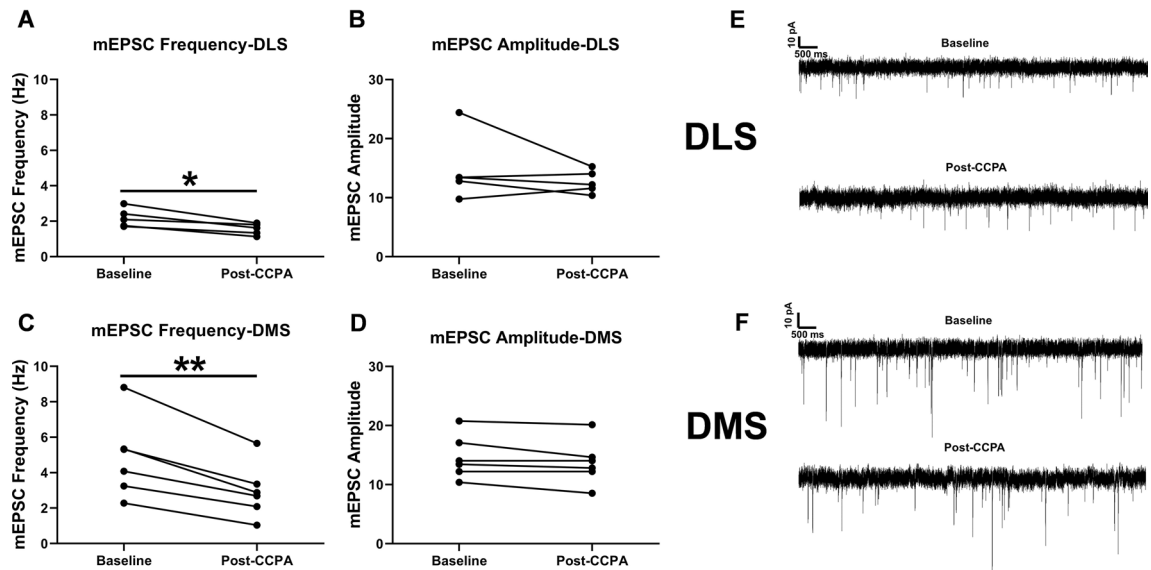 A
mEPSC Frequency-DLS
mEPSC Frequency (Hz)
10
8
6
4
2
0
*
Baseline
Post-CCPA
B
mEPSC Amplitude-DLS
mEPSC Amplitude
30
20
10
0
Baseline
Post-CCPA
E
10 pA
500 ms
Baseline
DLS
Post-CCPA
C
mEPSC Frequency-DMS
mEPSC Frequency (Hz)
10
8
6
4
2
0
**
Baseline
Post-CCPA
D
mEPSC Amplitude-DMS
mEPSC Amplitude
30
20
10
0
Baseline
Post-CCPA
F
10 pA
500 ms
Baseline
DMS
Post-CCPA